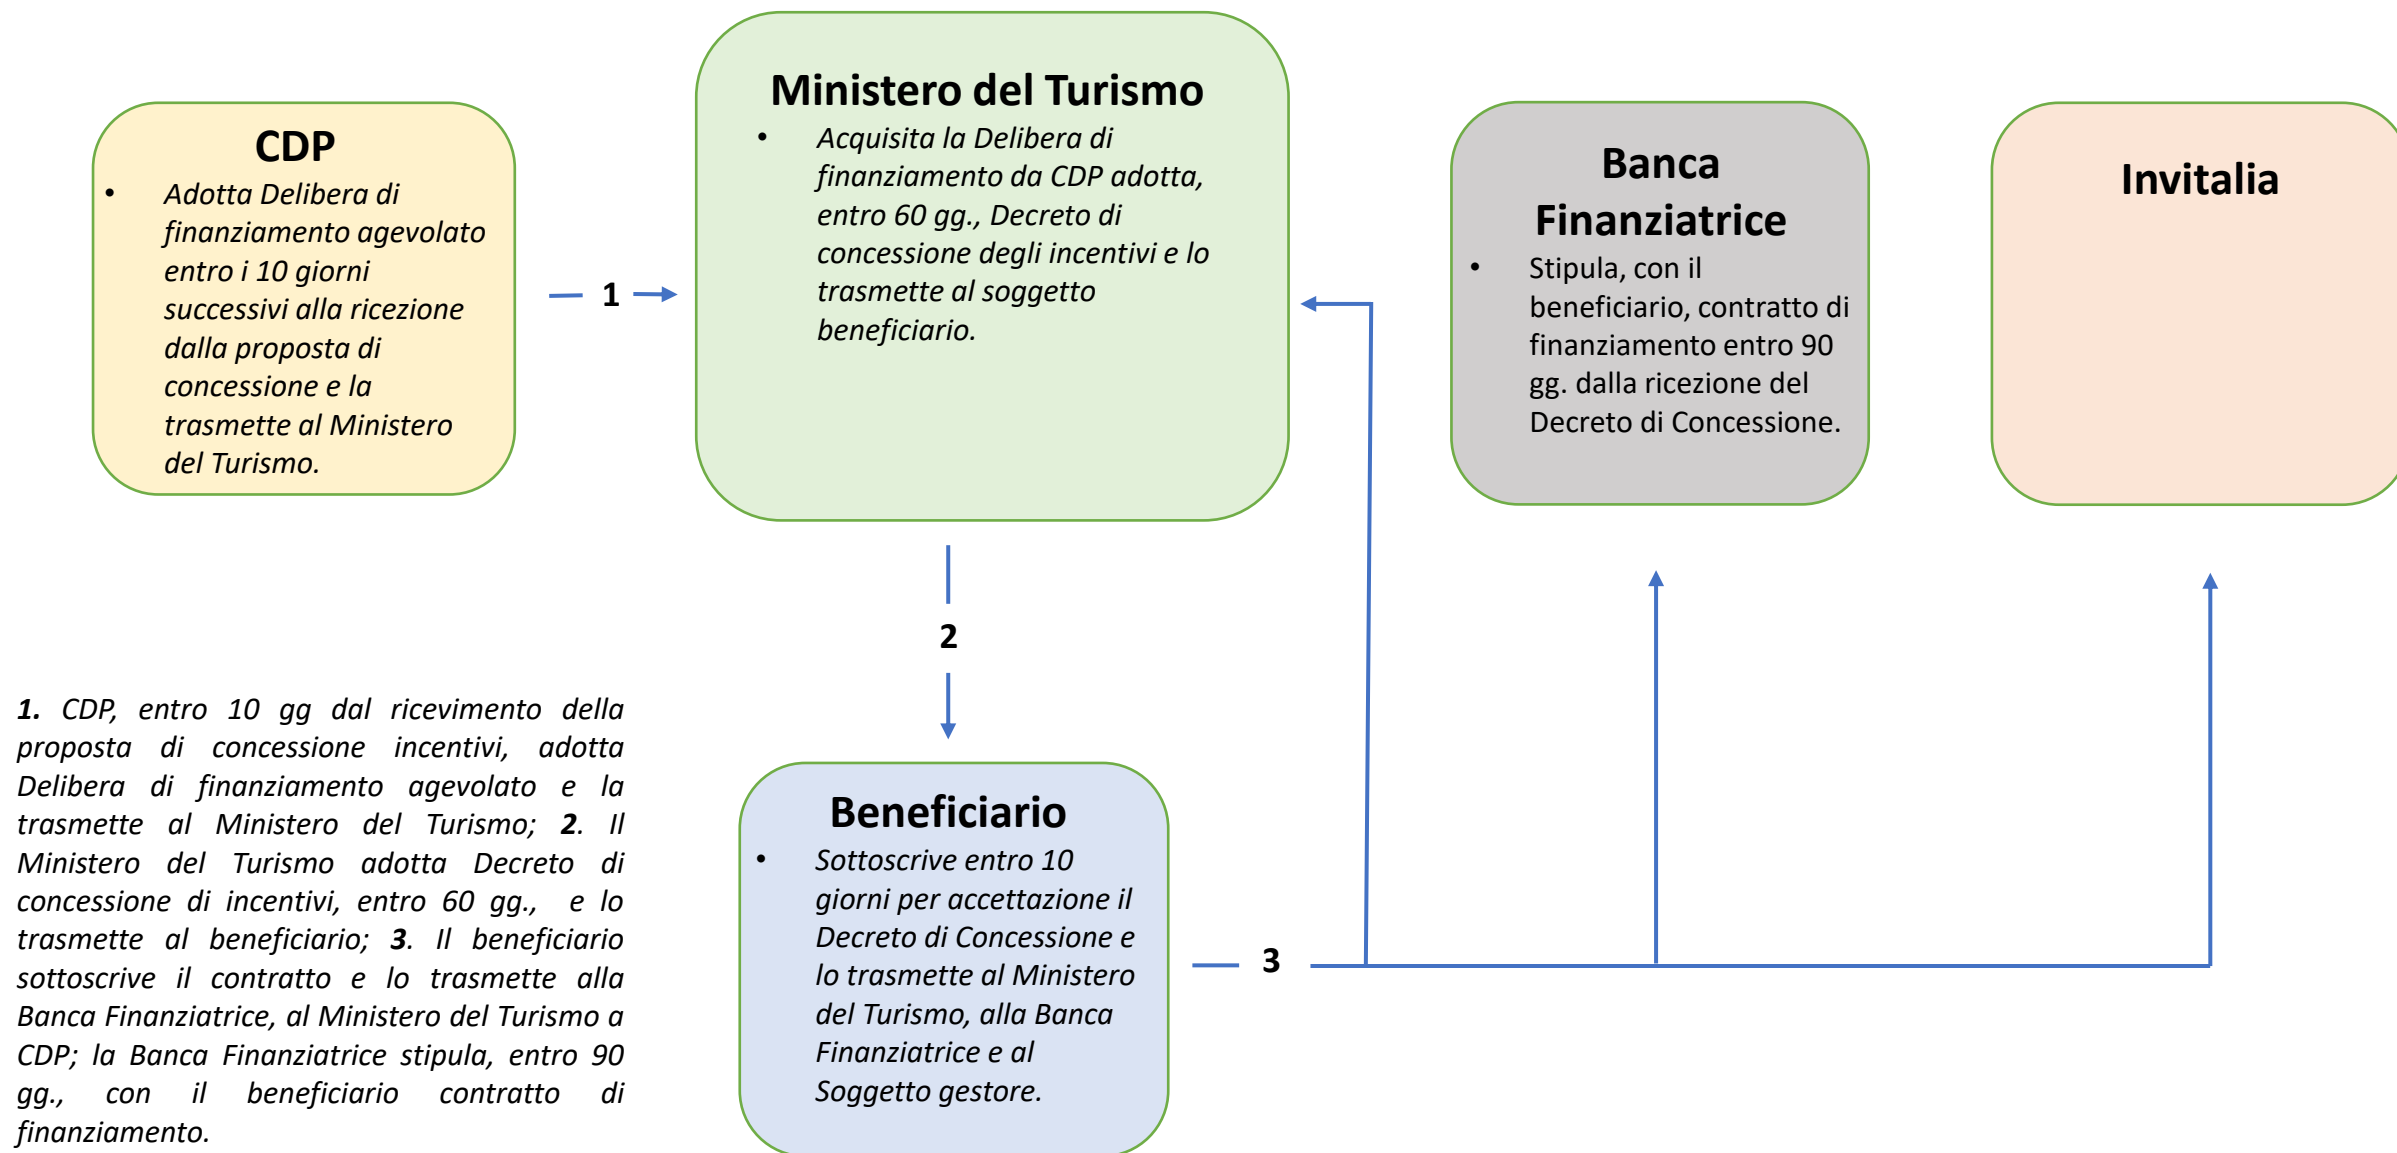 CDP
• Adotta Delibera di
finanziamento agevolato
entro i 10 giorni
successivi alla ricezione
dalla proposta di
concessione e la
trasmette al Ministero
del Turismo.
1
Ministero del Turismo
• Acquisita la Delibera di
finanziamento da CDP adotta,
entro 60 gg., Decreto di
concessione degli incentivi e lo
trasmette al soggetto
beneficiario.
Banca
Finanziatrice
• Stipula, con il
beneficiario, contratto di
finanziamento entro 90
gg. dalla ricezione del
Decreto di Concessione.
Invitalia
2
1. CDP, entro 10 gg dal ricevimento della
proposta di concessione incentivi, adotta
Delibera di finanziamento agevolato e la
trasmette al Ministero del Turismo; 2. Il
Ministero del Turismo adotta Decreto di
concessione di incentivi, entro 60 gg., e lo
trasmette al beneficiario; 3. Il beneficiario
sottoscrive il contratto e lo trasmette alla
Banca Finanziatrice, al Ministero del Turismo a
CDP; la Banca Finanziatrice stipula, entro 90
gg., con il beneficiario contratto di
finanziamento.
Beneficiario
• Sottoscrive entro 10
giorni per accettazione il
Decreto di Concessione e
lo trasmette al Ministero
del Turismo, alla Banca
Finanziatrice e al
Soggetto gestore.
3